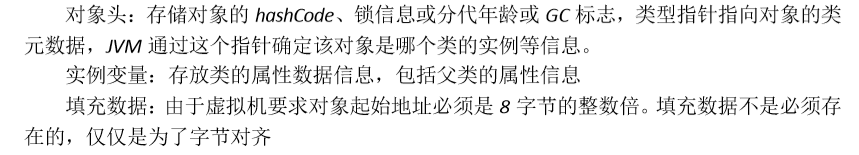 对象头：存储对象的 hashCode、锁信息或分代年龄或 GC 标志，类型指针指向对象的类
元数据，JVM 通过这个指针确定该对象是哪个类的实例等信息。
实例变量：存放类的属性数据信息，包括父类的属性信息
填充数据：由于虚拟机要求对象起始地址必须是 8 字节的整数倍。填充数据不是必须存
在的，仅仅是为了字节对齐